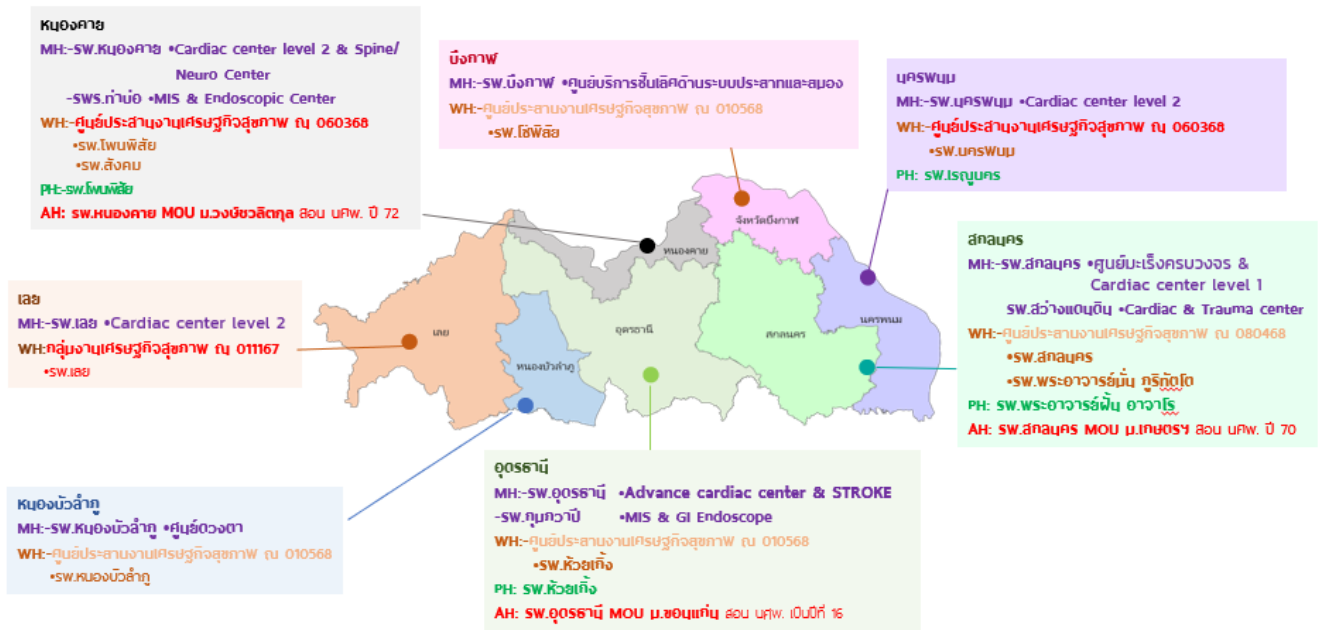 หนองคาย
MH:-รพ.หนองคาย •Cardiac center level 2 & Spine/
Neuro Center
-รพร.ท่าบ่อ •MIS & Endoscopic Center
WH:-ศูนย์ประสานงานเศรษฐกิจสุขภาพ ณ 060368
•รพ.โพนพิสัย
•รพ.สังคม
PH:-รพ.โพนพิสัย
AH: รพ.หนองคาย MOU ม.วงษ์ชวลิตกุล สอน นศพ. ปี 72
บึงกาฬ
MH:-รพ.บึงกาฬ •ศูนย์บริการชั้นเลิศด้านระบบประสาทและสมอง
WH:-ศูนย์ประสานงานเศรษฐกิจสุขภาพ ณ 010568
•รพ.โซ่พิสัย
นครพนม
MH:-รพ.นครพนม •Cardiac center level 2
WH:-ศูนย์ประสานงานเศรษฐกิจสุขภาพ ณ 060368
•รพ.นครพนม
PH: รพ.เรณูนคร
สกลนคร
MH:-รพ.สกลนคร •ศูนย์มะเร็งครบวงจร &
Cardiac center level 1
รพ.สว่างแดนดิน •Cardiac & Trauma center
WH:-ศูนย์ประสานงานเศรษฐกิจสุขภาพ ณ 080468
•รพ.สกลนคร
•รพ.พระอาจารย์มั่น ภูริทัตโต
PH: รพ.พระอาจารย์ฝั้น อาจาโร
AH: รพ.สกลนคร MOU ม.เกษตรฯ สอน นศพ. ปี 70
เลย
MH:-รพ.เลย •Cardiac center level 2
WH:กลุ่มงานเศรษฐกิจสุขภาพ ณ 011167
•รพ.เลย
จังหวัดบึงกาฬ
หนองคาย
เลย
อุดรธานี
สกลนคร
นครพนม
หนองบัวลำภู
หนองบัวลำภู
MH:-รพ.หนองบัวลำภู •ศูนย์ดวงตา
WH:-ศูนย์ประสานงานเศรษฐกิจสุขภาพ ณ 010568
•รพ.หนองบัวลำภู
อุดรธานี
MH:-รพ.อุดรธานี •Advance cardiac center & STROKE
-รพ.กุมภวาปี •MIS & GI Endoscope
WH:-ศูนย์ประสานงานเศรษฐกิจสุขภาพ ณ 010568
•รพ.ห้วยเกิ้ง
PH: รพ.ห้วยเกิ้ง
AH: รพ.อุดรธานี MOU ม.ขอนแก่น สอน นศพ. เป็นปีที่ 16